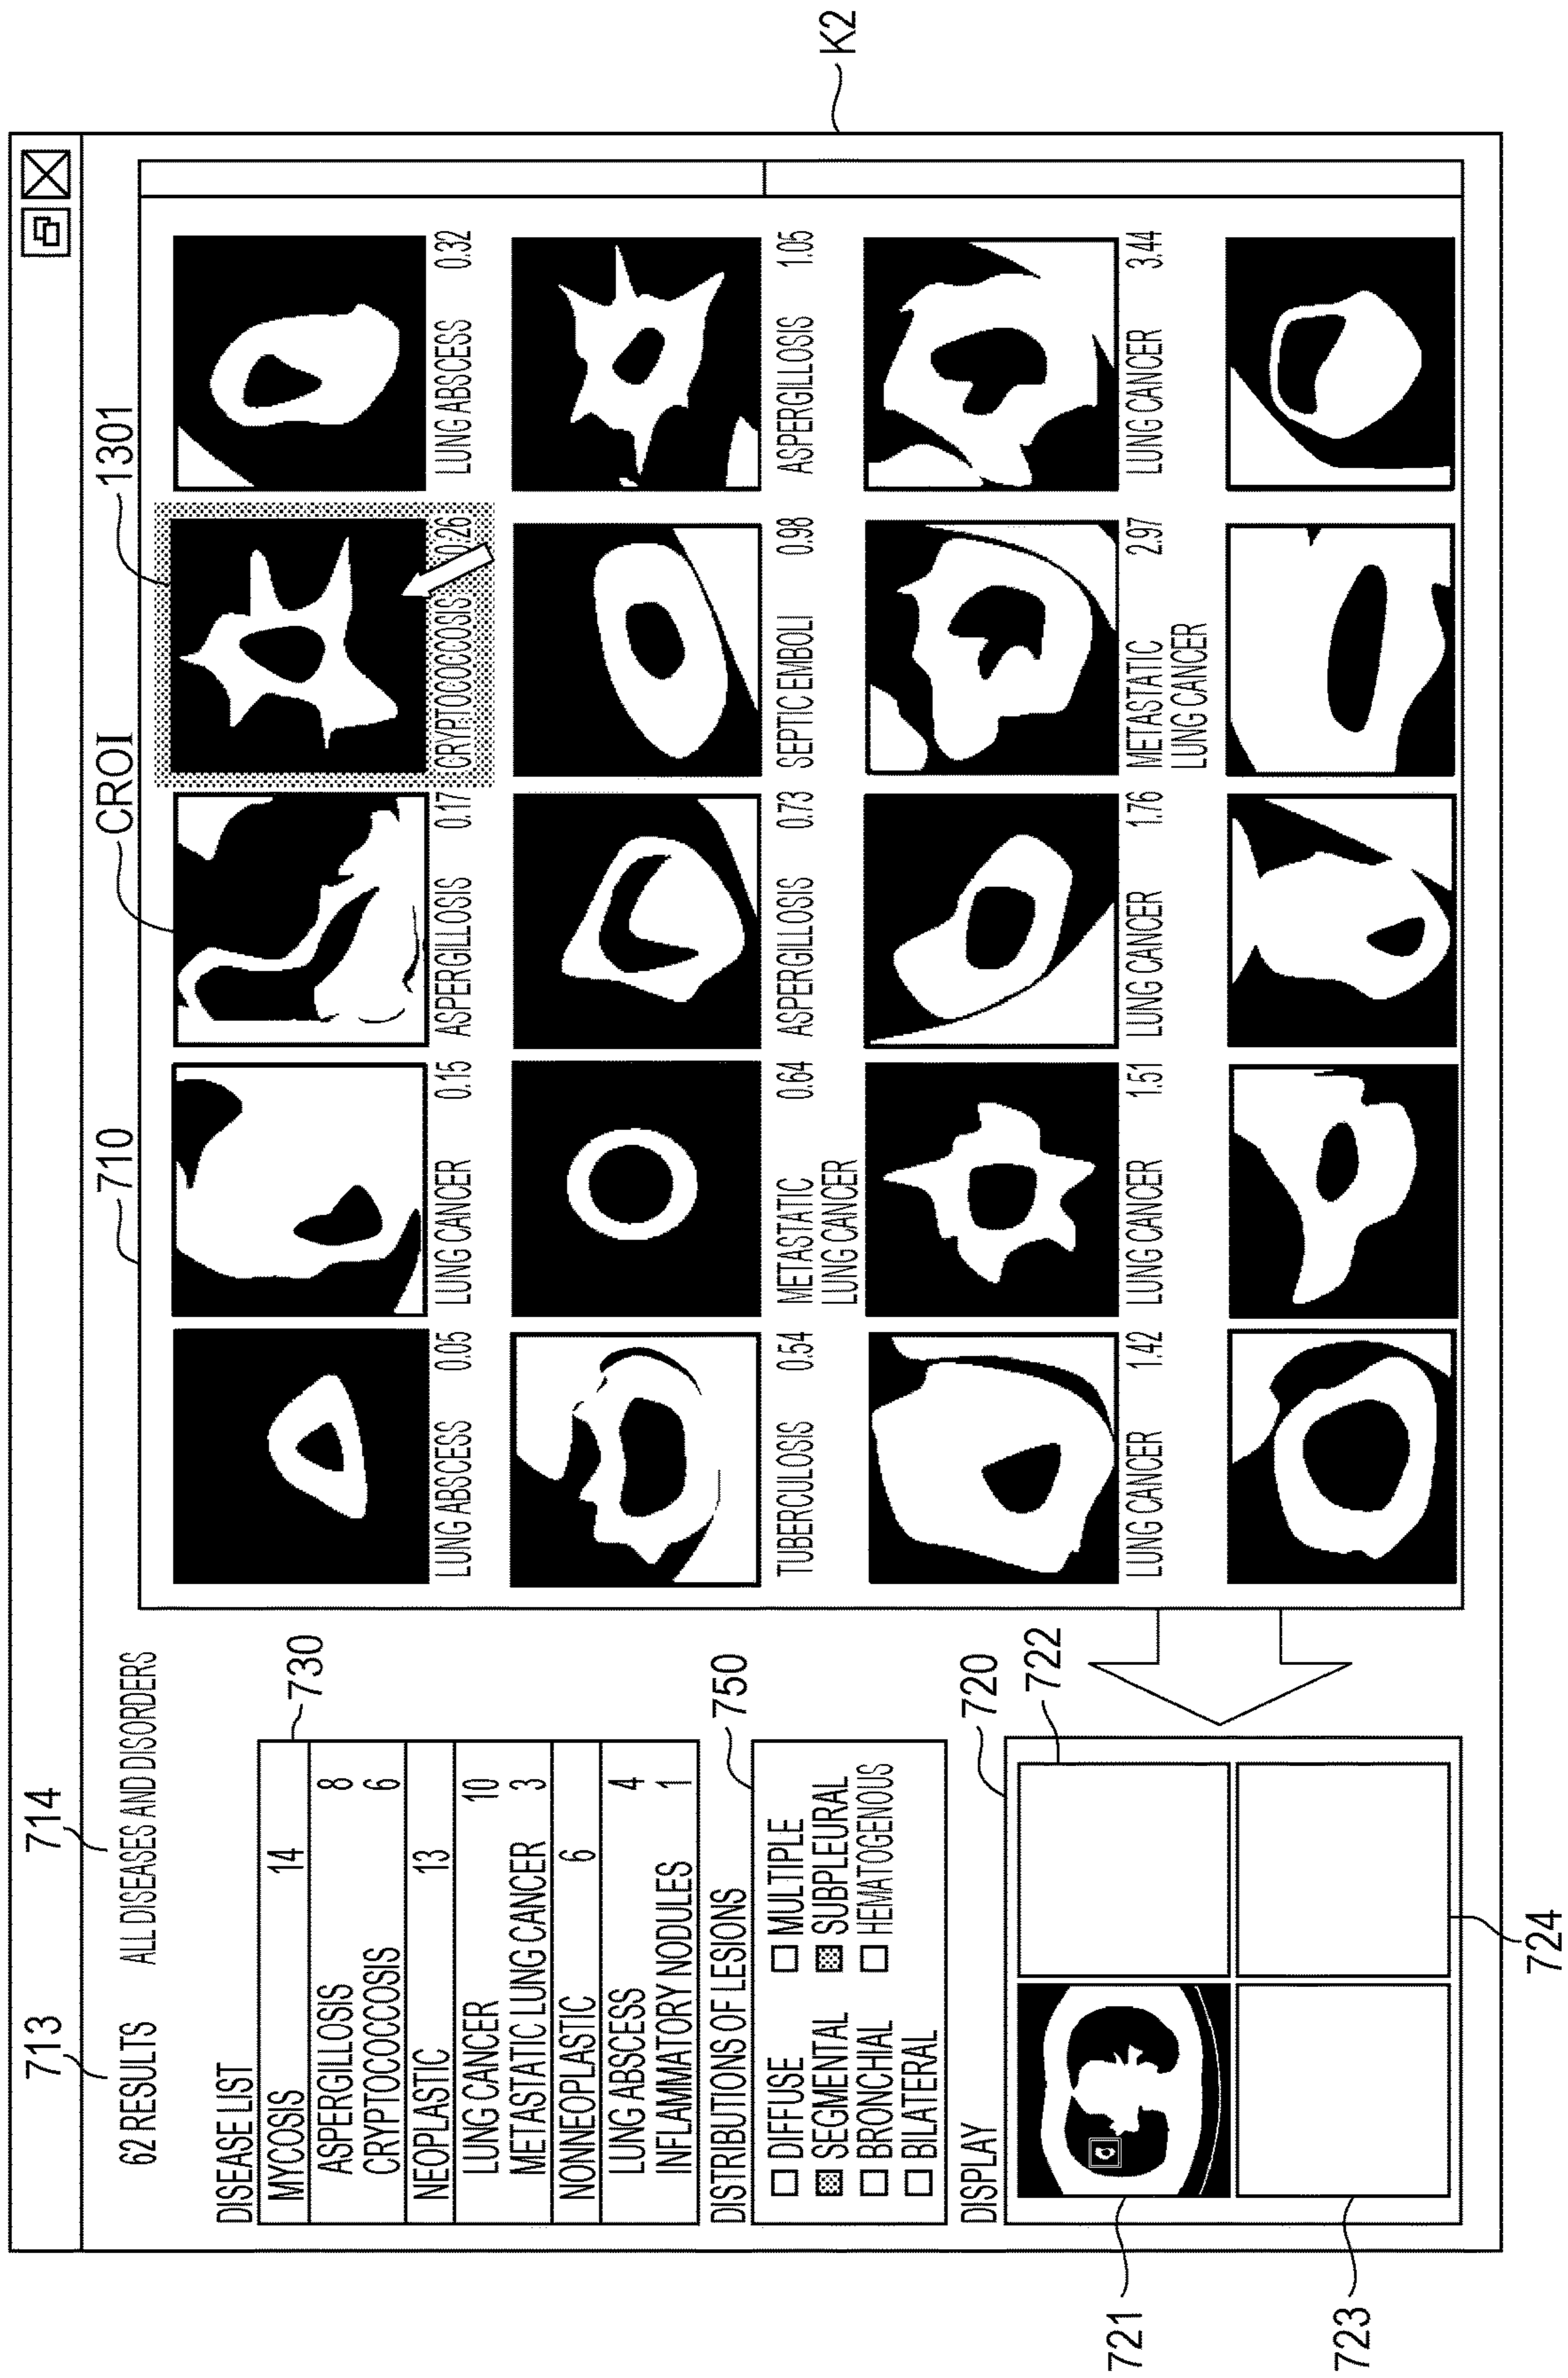 K2
713
714
710
CROI
1301
62 RESULTS
ALL DISEASES AND DISORDERS
DISEASE LIST
730
MYCOSIS 14
ASPERGILLOSIS 8
CRYPTOCOCCOSIS 6
NEOPLASTIC 13
LUNG CANCER 10
METASTATIC LUNG CANCER 3
NONNEOPLASTIC 6
LUNG ABSCESS 4
INFLAMMATORY NODULES 1
DISTRIBUTIONS OF LESIONS
750
DIFFUSE MULTIPLE
SEGMENTAL SUBPLEURAL
BRONCHIAL HEMATOGENOUS
BILATERAL
DISPLAY
720
722
721
723
724
LUNG ABSCESS 0.05
LUNG CANCER 0.15
ASPERGILLOSIS 0.17
CRYPTOCOCCOSIS 0.26
LUNG ABSCESS 0.32
TUBERCULOSIS 0.54
METASTATIC 0.64
LUNG CANCER
ASPERGILLOSIS 0.73
SEPTIC EMBOLI 0.98
ASPERGILLOSIS 1.05
LUNG CANCER 1.42
LUNG CANCER 1.51
LUNG CANCER 1.76
METASTATIC 2.97
LUNG CANCER
LUNG CANCER 3.44